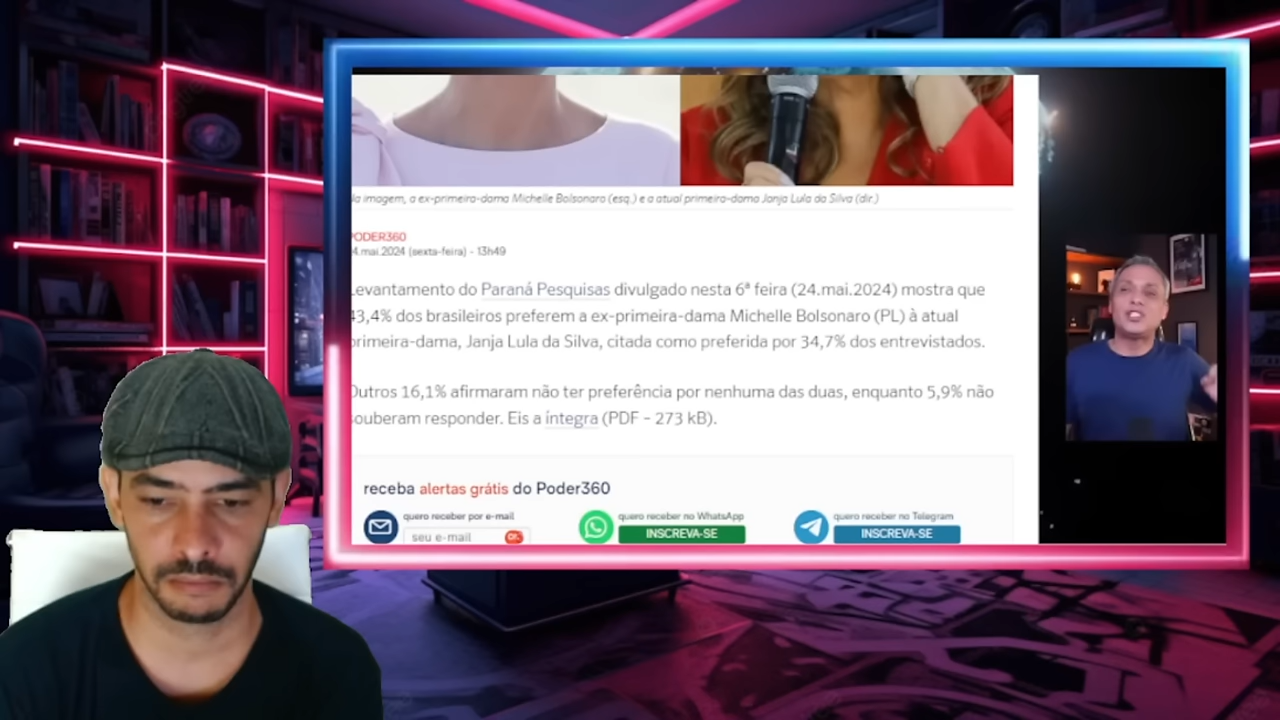 la imagem, a ex-primeira-dama Michelle Bolsonaro (esq.) e a atual primeira-dama Janja Lula da Silva (dir.)
PODER360
4.mai.2024 (sexta-feira) - 13h49
Levantamento do Paraná Pesquisas divulgado nesta 6ª feira (24.mai.2024) mostra que
43,4% dos brasileiros preferem a ex-primeira-dama Michelle Bolsonaro (PL) à atual
primeira-dama, Janja Lula da Silva, citada como preferida por 34,7% dos entrevistados.
Outros 16,1% afirmaram não ter preferência por nenhuma das duas, enquanto 5,9% não
souberam responder. Eis a íntegra (PDF – 273 kB).
receba alertas grátis do Poder360
quero receber por e-mail
seu e-mail
OK
quero receber no WhatsApp
INSCREVA-SE
quero receber no Telegram
INSCREVA-SE